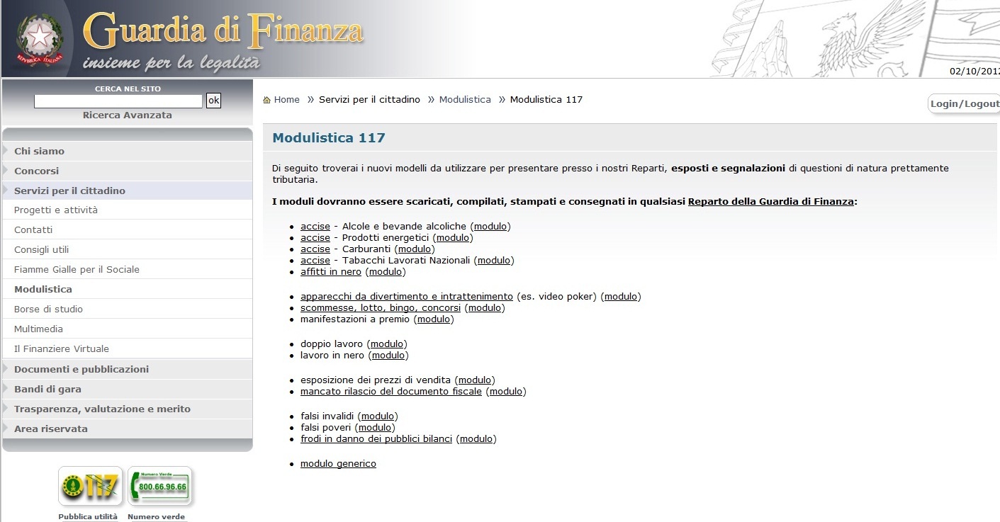 Guardia di Finanza
insieme per la legalità
REPVBBLICA ITALIANA
02/10/2012
CERCA NEL SITO
ok
Ricerca Avanzata
Home » Servizi per il cittadino » Modulistica » Modulistica 117
Login/Logout
Chi siamo
Concorsi
Servizi per il cittadino
Progetti e attività
Contatti
Consigli utili
Fiamme Gialle per il Sociale
Modulistica
Borse di studio
Multimedia
Il Finanziere Virtuale
Documenti e pubblicazioni
Bandi di gara
Trasparenza, valutazione e merito
Area riservata
117
Numero Verde
800.66.96.66
Pubblica utilità
Numero verde
Modulistica 117
Di seguito troverai i nuovi modelli da utilizzare per presentare presso i nostri Reparti, esposti e segnalazioni di questioni di natura prettamente
tributaria.
I moduli dovranno essere scaricati, compilati, stampati e consegnati in qualsiasi Reparto della Guardia di Finanza:
• accise - Alcole e bevande alcoliche (modulo)
• accise - Prodotti energetici (modulo)
• accise - Carburanti (modulo)
• accise - Tabacchi Lavorati Nazionali (modulo)
• affitti in nero (modulo)
• apparecchi da divertimento e intrattenimento (es. video poker) (modulo)
• scommesse, lotto, bingo, concorsi (modulo)
• manifestazioni a premio (modulo)
• doppio lavoro (modulo)
• lavoro in nero (modulo)
• esposizione dei prezzi di vendita (modulo)
• mancato rilascio del documento fiscale (modulo)
• falsi invalidi (modulo)
• falsi poveri (modulo)
• frodi in danno dei pubblici bilanci (modulo)
• modulo generico